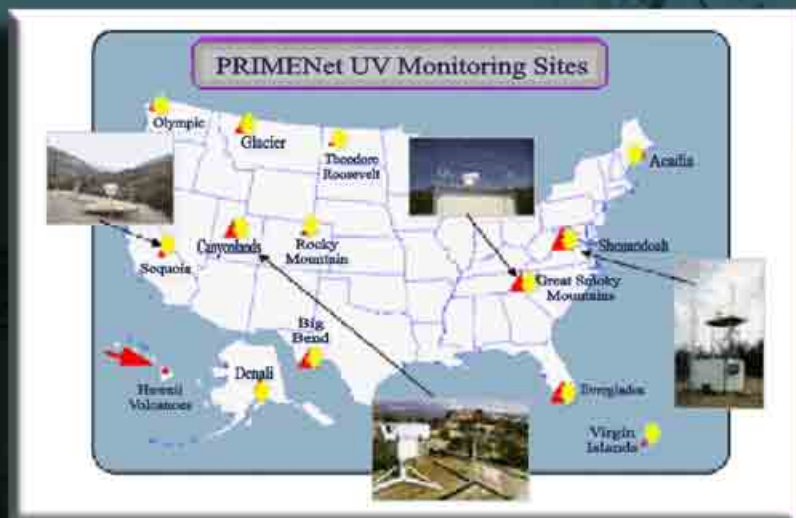 PRIMENet UV Monitoring Sites
Olympic
Glacier
Theodore
Roosevelt
Acadia
Canyonlands
Rocky
Mountain
Shenandoah
Sequoia
Great Smoky
Mountains
Big
Bend
Denali
Hawaii
Volcanoes
Everglades
Virgin
Islands